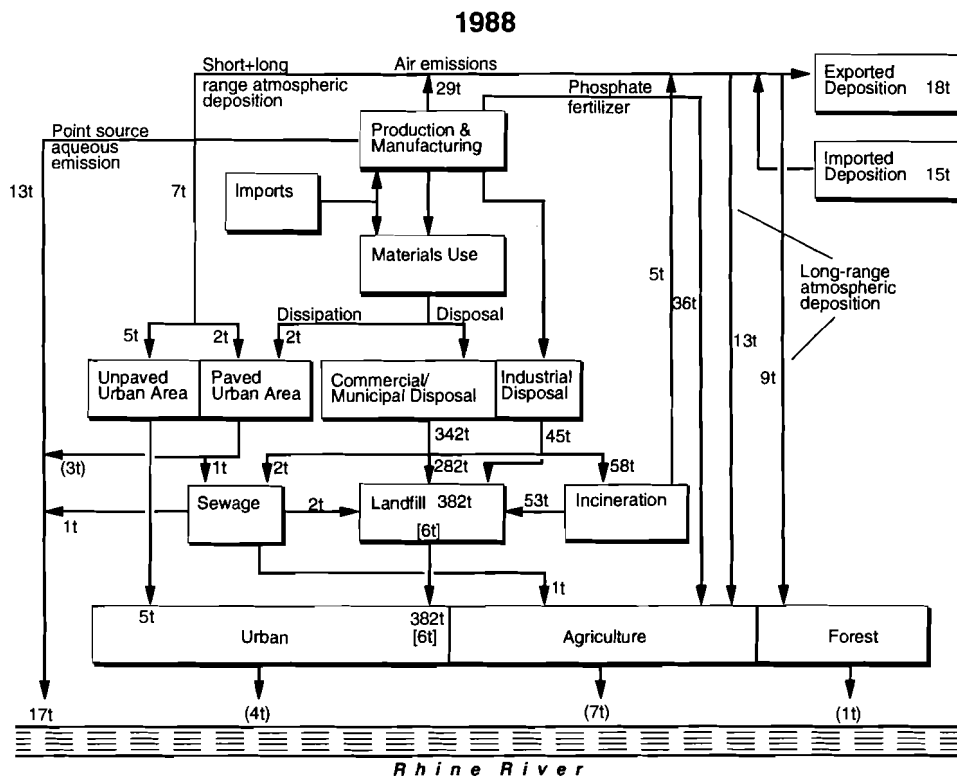 1988
Short+long
range atmospheric
deposition
Air emissions
29t
Phosphate
fertilizer
Exported
Deposition 18t
Point source
aqueous
emission
Production &
Manufacturing
Imported
Deposition 15t
13t
7t
Imports
Materials Use
5t
36t
Long-range
atmospheric
deposition
Dissipation
Disposal
5t
2t
2t
13t
9t
Unpaved
Urban Area
Paved
Urban Area
Commercial/
Municipal Disposal
Industrial
Disposal
342t
45t
(3t)
1t
2t
282t
58t
Sewage
2t
Landfill 382t
[6t]
53t
Incineration
1t
1t
5t
Urban
382t
[6t]
Agriculture
Forest
17t
(4t)
(7t)
(1t)
Rhine River